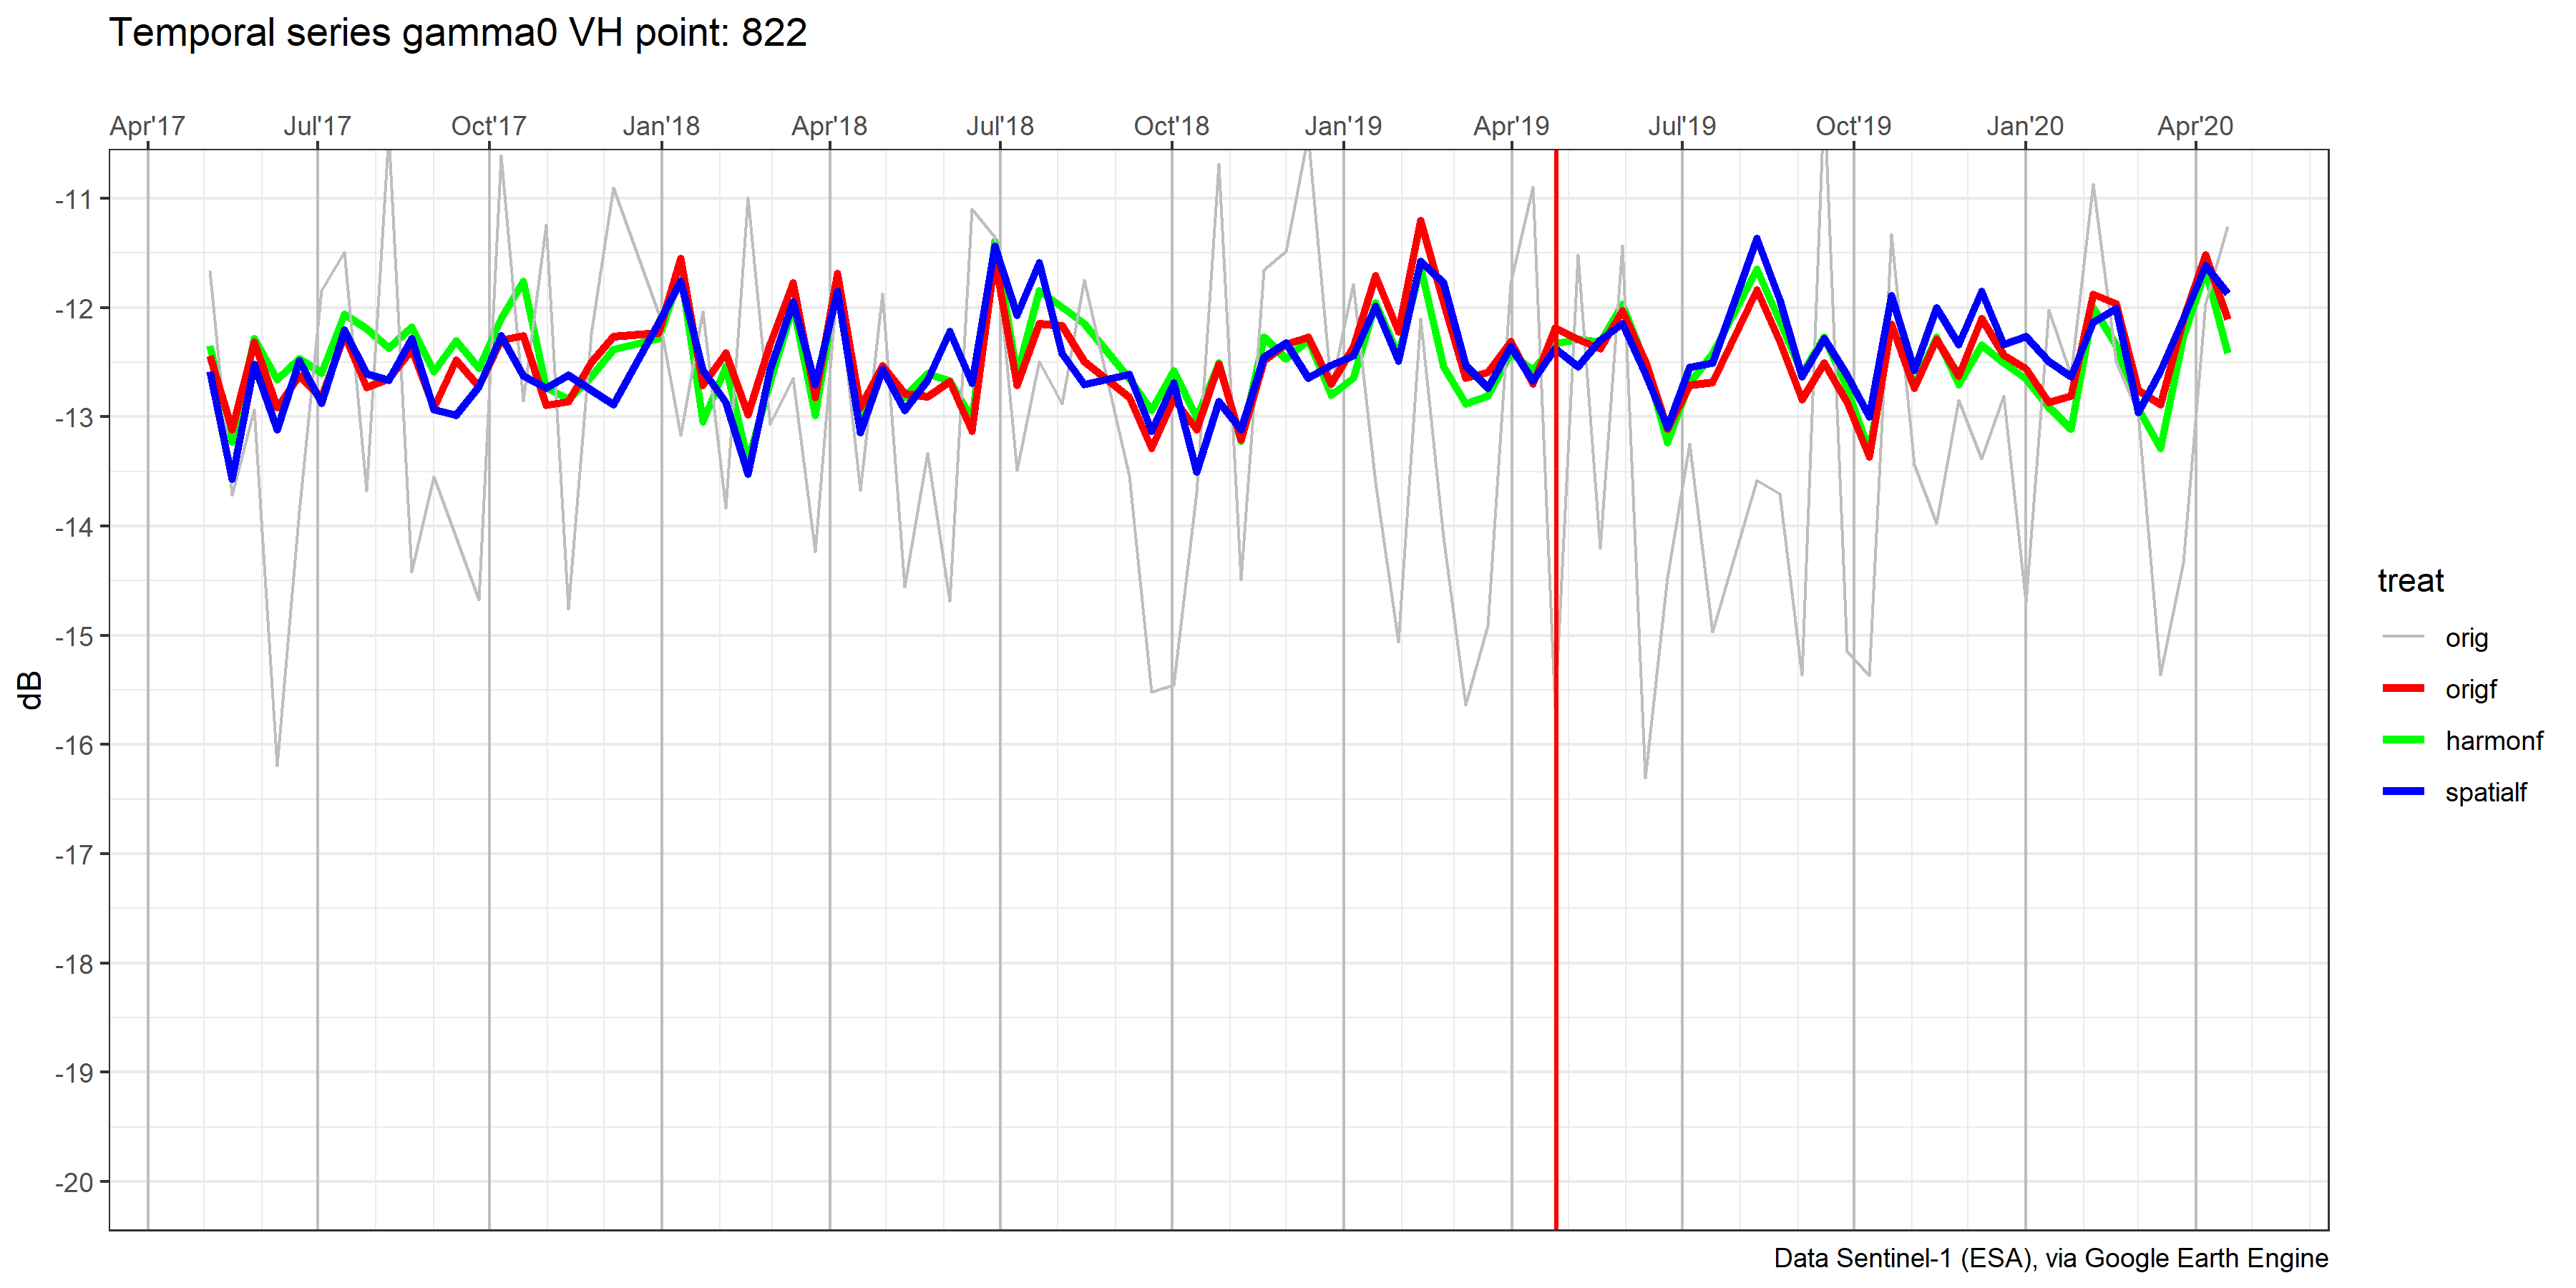 Temporal series gamma0 VH point: 822
Apr'17 Jul'17 Oct'17 Jan'18 Apr'18 Jul'18 Oct'18 Jan'19 Apr'19 Jul'19 Oct'19 Jan'20 Apr'20
-11
-12
-13
-14
-15
-16
-17
-18
-19
-20
dB
treat
orig
origf
harmonf
spatialf
Data Sentinel-1 (ESA), via Google Earth Engine